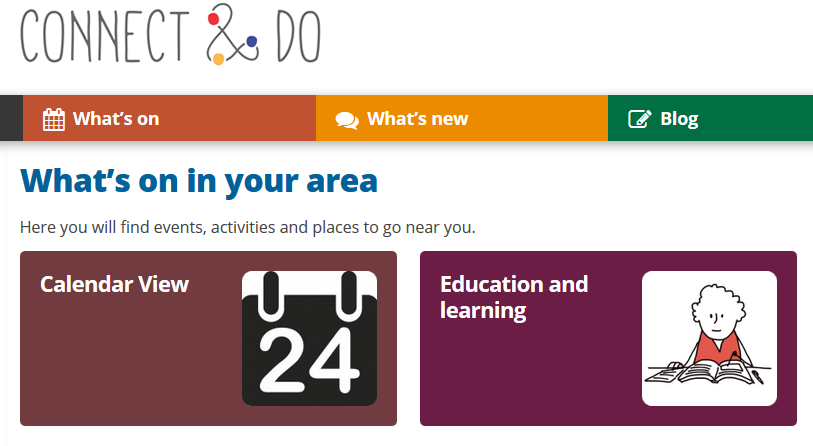 CONNECT & DO
What's on
What's new
Blog
What's on in your area
Here you will find events, activities and places to go near you.
Calendar View
24
Education and
learning